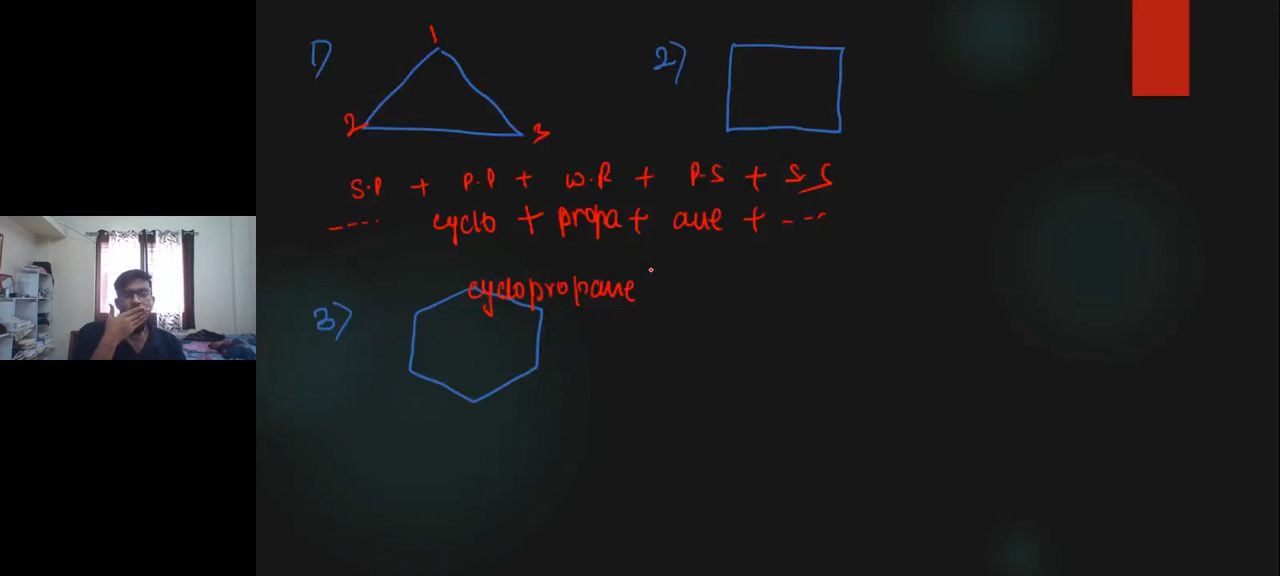 1)
1
2)
2
3
S.P + P.P + W.R + P.S + S.S
---- cyclo + propa + ane + ---
cyclopropane
3)